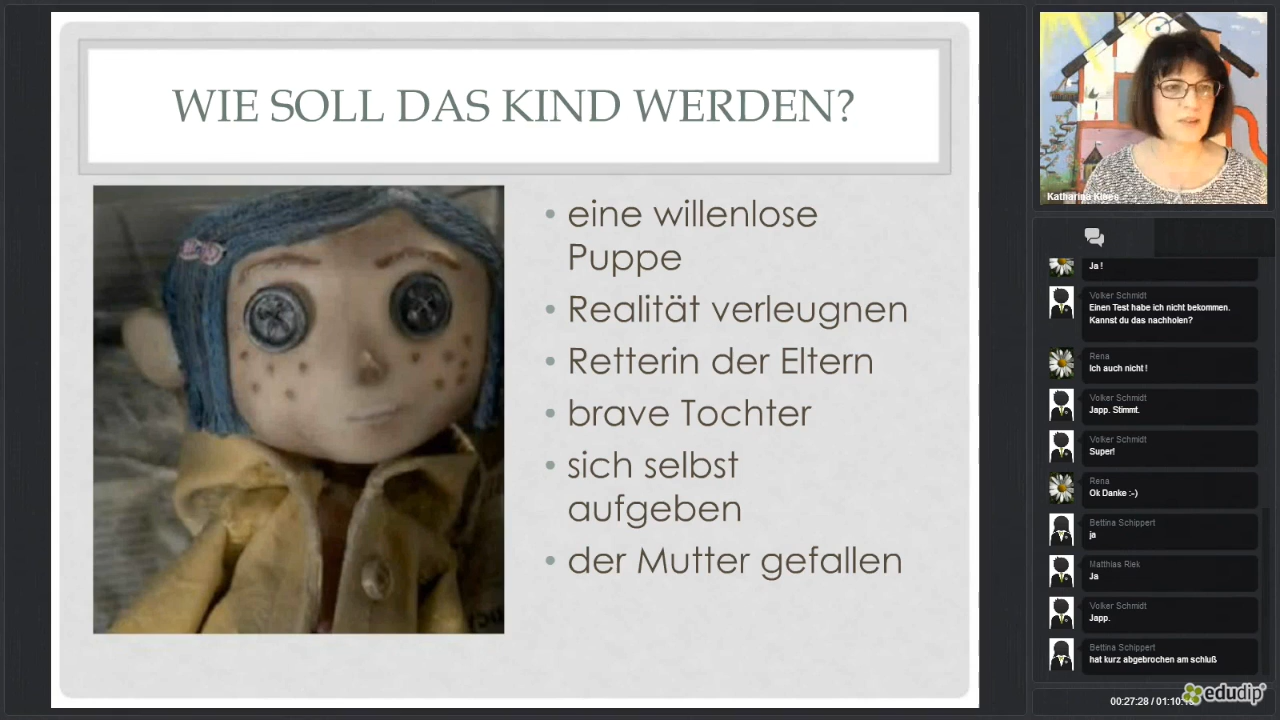 WIE SOLL DAS KIND WERDEN?
• eine willenlose
Puppe
• Realität verleugnen
• Retterin der Eltern
• brave Tochter
• sich selbst
aufgeben
• der Mutter gefallen
Ja !
Volker Schmidt
Einen Test habe ich nicht bekommen.
Kannst du das nachholen?
Rena
Ich auch nicht !
Volker Schmidt
Japp. Stimmt.
Volker Schmidt
Super!
Rena
Ok Danke :-)
Bettina Schippert
ja
Matthias Riek
Ja
Volker Schmidt
Japp.
Bettina Schippert
hat kurz abgebrochen am schluß
00:27:28 /
edudip